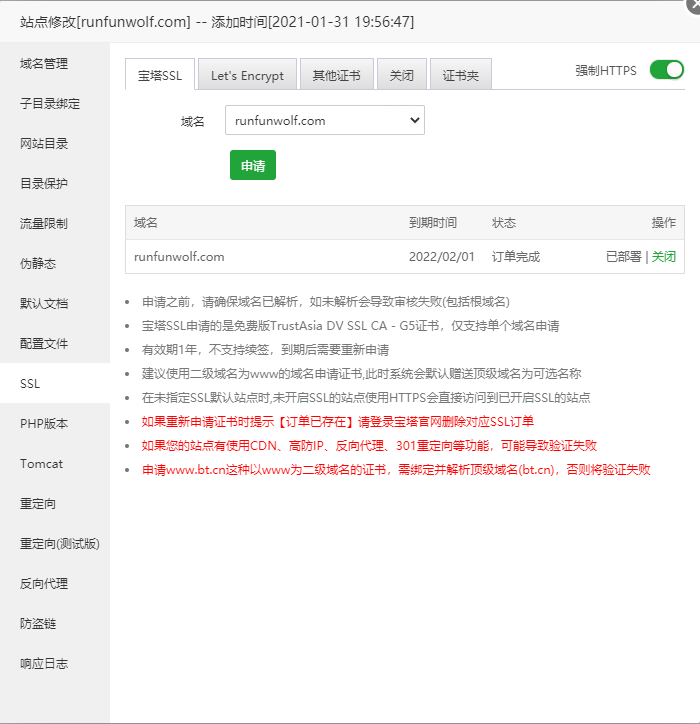 站点修改[runfunwolf.com] -- 添加时间[2021-01-31 19:56:47]
域名管理
子目录绑定
网站目录
目录保护
流量限制
伪静态
默认文档
配置文件
SSL
PHP版本
Tomcat
重定向
重定向(测试版)
反向代理
防盗链
响应日志
宝塔SSL Let's Encrypt 其他证书 关闭 证书夹 强制HTTPS
域名 runfunwolf.com
申请
域名 到期时间 状态 操作
runfunwolf.com 2022/02/01 订单完成 已部署 | 关闭
申请之前，请确保域名已解析，如未解析会导致审核失败(包括根域名)
宝塔SSL申请的是免费版TrustAsia DV SSL CA - G5证书，仅支持单个域名申请
有效期1年，不支持续签，到期后需要重新申请
建议使用二级域名为www的域名申请证书,此时系统会默认赠送顶级域名为可选名称
在未指定SSL默认站点时,未开启SSL的站点使用HTTPS会直接访问到已开启SSL的站点
如果重新申请证书时提示【订单已存在】请登录宝塔官网删除对应SSL订单
如果您的站点有使用CDN、高防IP、反向代理、301重定向等功能，可能导致验证失败
申请www.bt.cn这种以www为二级域名的证书，需绑定并解析顶级域名(bt.cn)，否则将验证失败